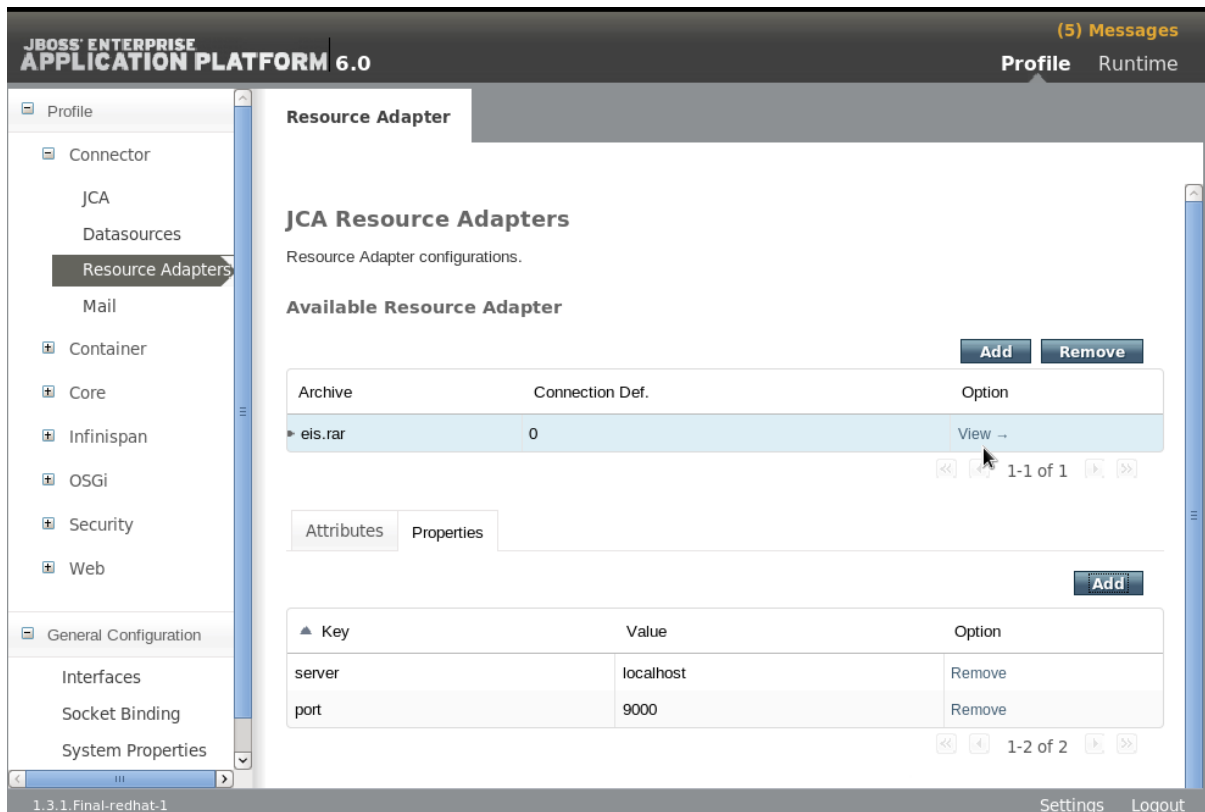 (5) Messages
JBOSS' ENTERPRISE
APPLICATION PLATFORM 6.0
Profile Runtime
Profile
Connector
JCA
Datasources
Resource Adapters
Mail
Container
Core
Infinispan
OSGi
Security
Web
General Configuration
Interfaces
Socket Binding
System Properties
Resource Adapter
JCA Resource Adapters
Resource Adapter configurations.
Available Resource Adapter
Add Remove
Archive Connection Def. Option
eis.rar 0 View →
1-1 of 1
Attributes Properties
Add
Key Value Option
server localhost Remove
port 9000 Remove
1-2 of 2
1.3.1.Final-redhat-1
Settings Logout